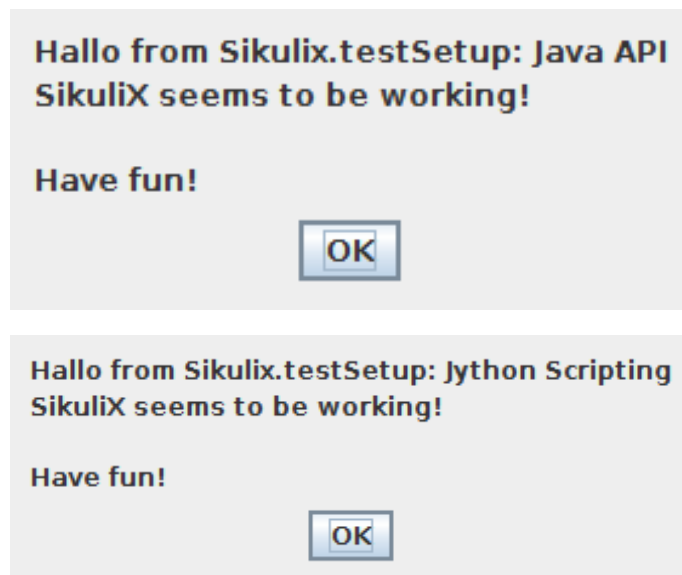 Hallo from Sikulix.testSetup: Java API
SikuliX seems to be working!
Have fun!
OK
Hallo from Sikulix.testSetup: Jython Scripting
SikuliX seems to be working!
Have fun!
OK